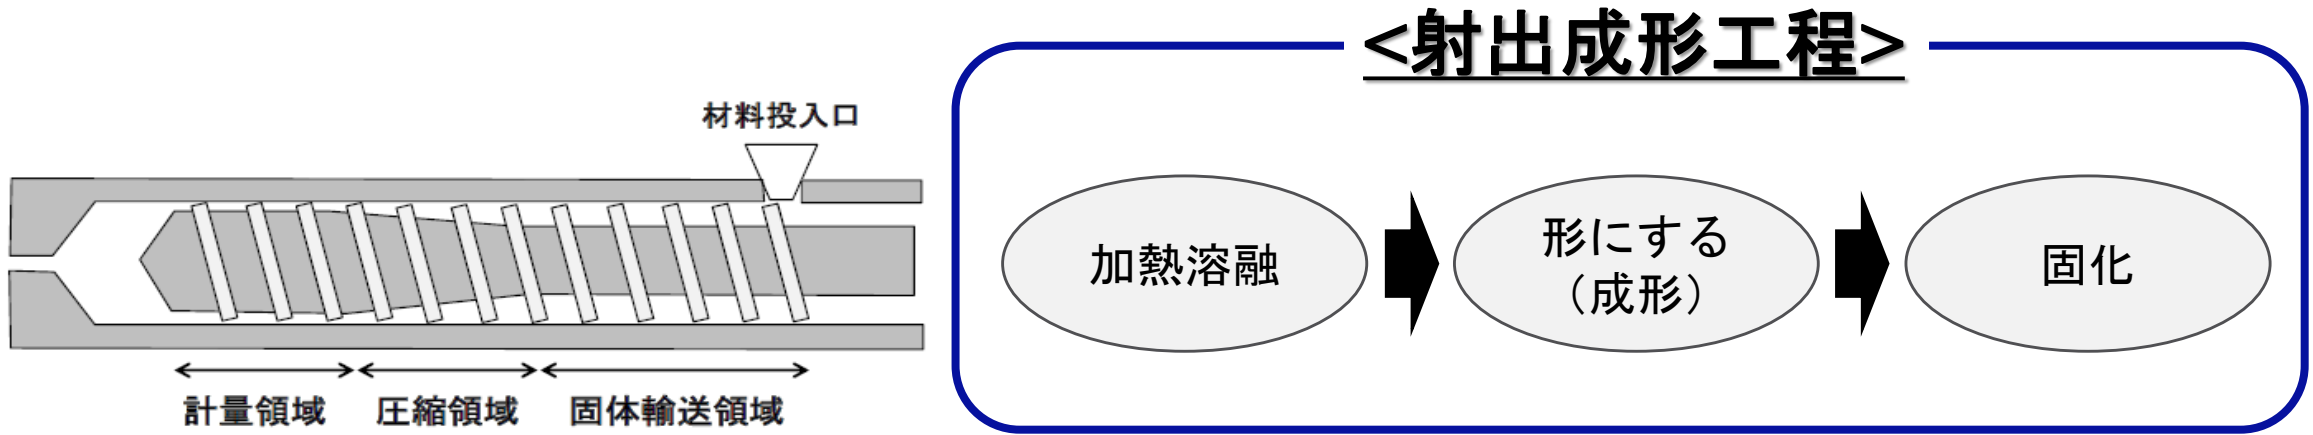 材料投入口
計量領域
圧縮領域
固体輸送領域
<射出成形工程>
加熱溶融
形にする
（成形）
固化